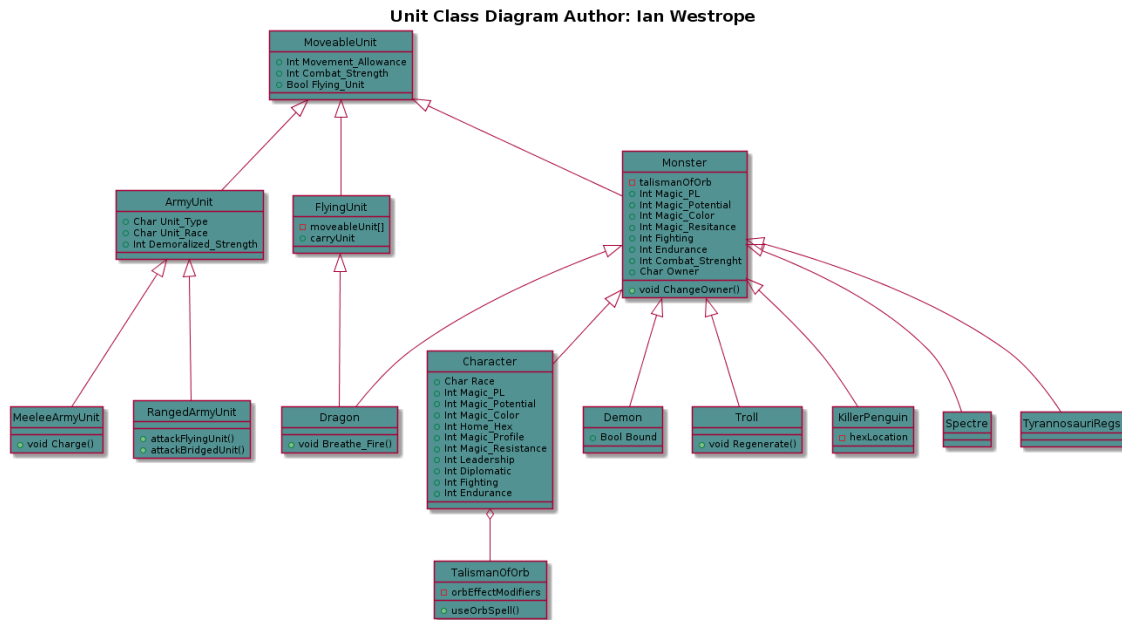 Unit Class Diagram Author: Ian Westrope
MoveableUnit
Int Movement_Allowance
Int Combat_Strength
Bool Flying_Unit
Monster
talismanOfOrb
Int Magic_PL
Int Magic_Potential
Int Magic_Color
Int Magic_Resitance
Int Fighting
Int Endurance
Int Combat_Strenght
Char Owner
void ChangeOwner()
ArmyUnit
Char Unit_Type
Char Unit_Race
Int Demoralized_Strength
FlyingUnit
moveableUnit[]
carryUnit
MeeleeArmyUnit
void Charge()
RangedArmyUnit
attackFlyingUnit()
attackBridgedUnit()
Dragon
void Breathe_Fire()
Character
Char Race
Int Magic_PL
Int Magic_Potential
Int Magic_Color
Int Home_Hex
Int Magic_Profile
Int Magic_Resistance
Int Leadership
Int Diplomatic
Int Fighting
Int Endurance
Demon
Bool Bound
Troll
void Regenerate()
KillerPenguin
hexLocation
Spectre
TyrannosauriRegs
TalismanOfOrb
orbEffectModifiers
useOrbSpell()